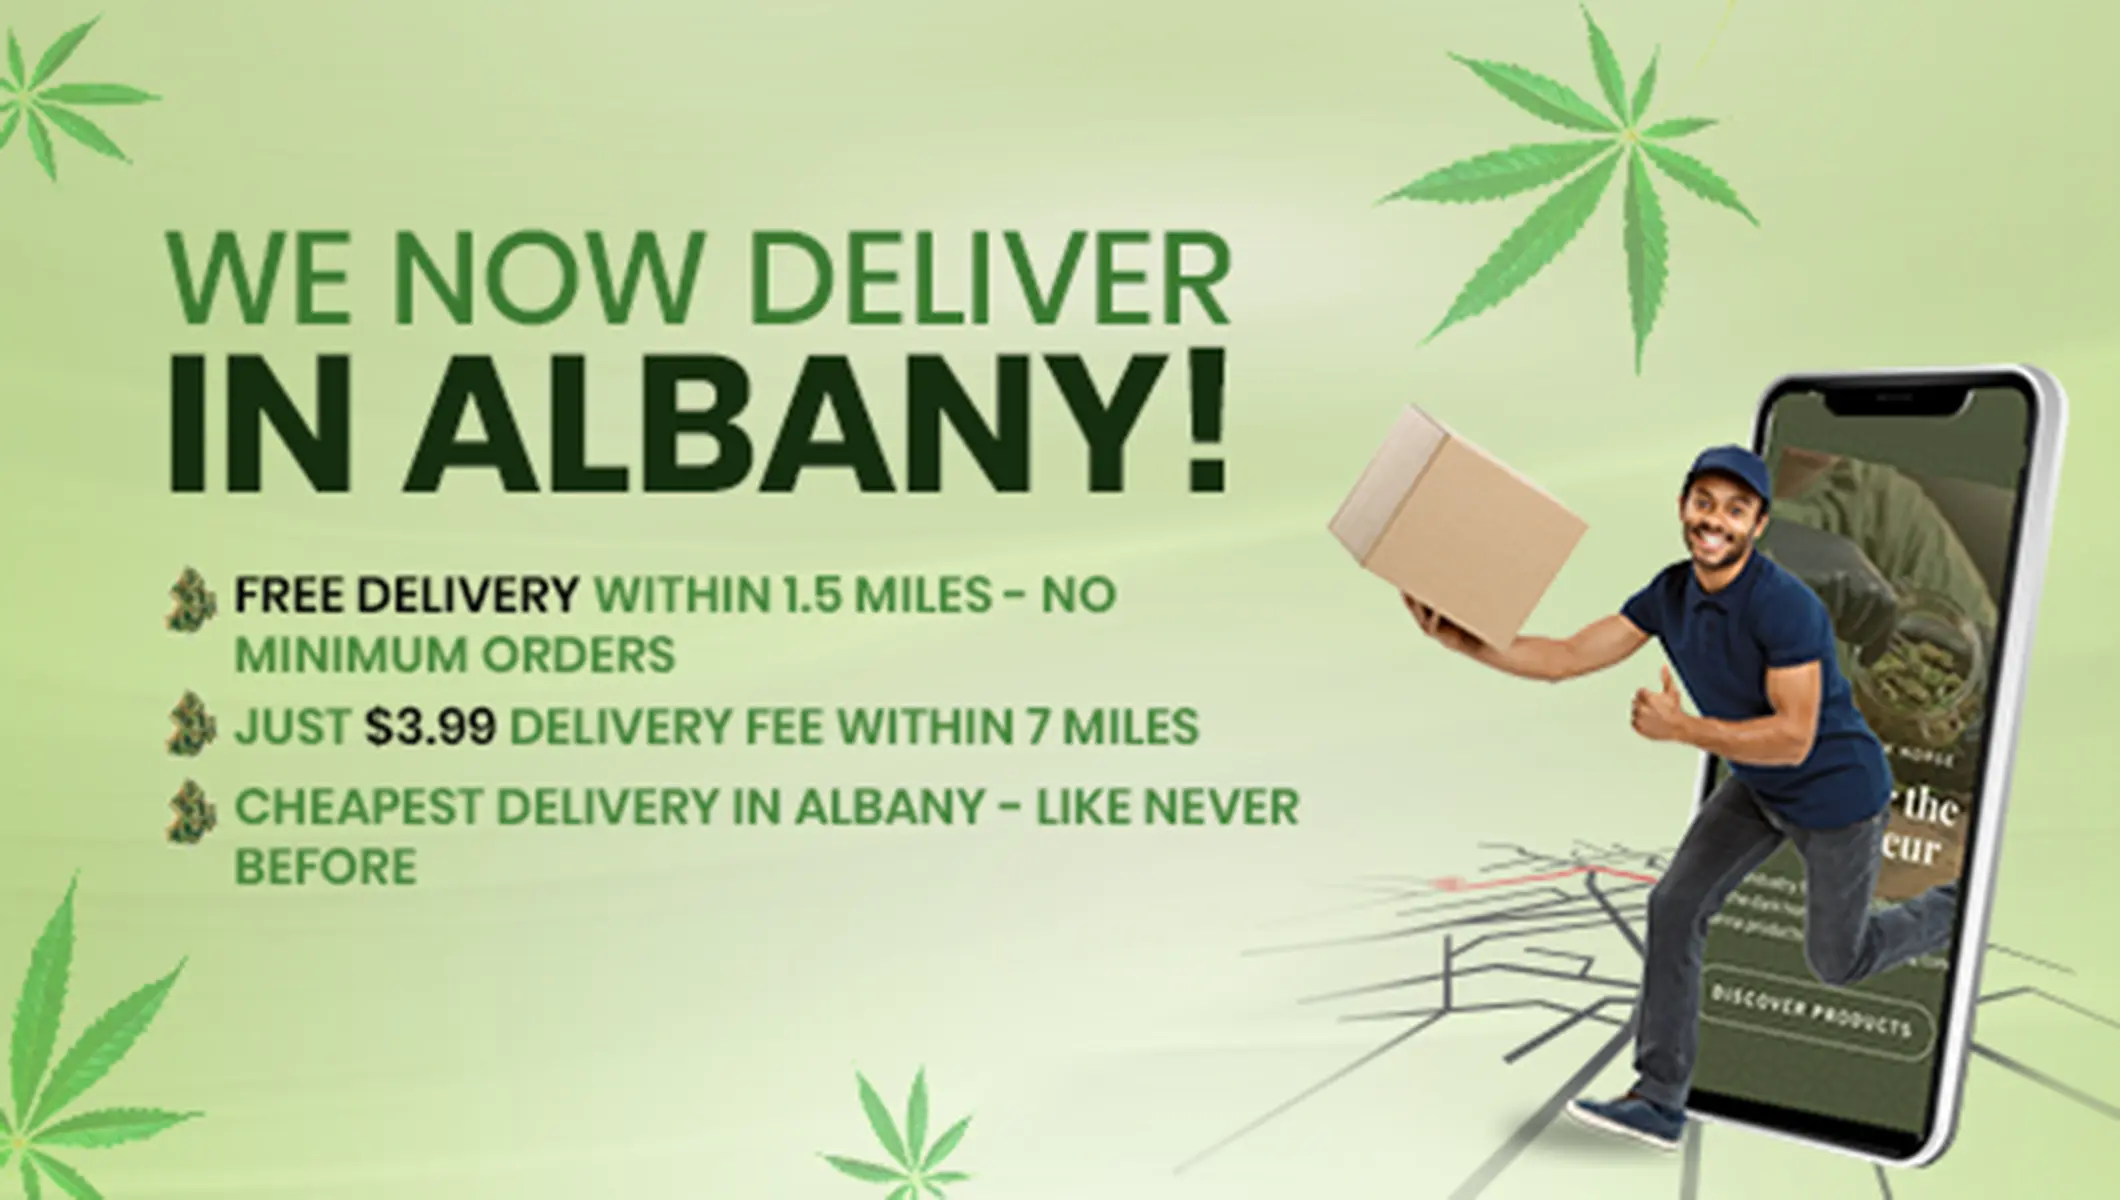 WE NOW DELIVER
IN ALBANY!
FREE DELIVERY WITHIN 1.5 MILES - NO
MINIMUM ORDERS
JUST $3.99 DELIVERY FEE WITHIN 7 MILES
CHEAPEST DELIVERY IN ALBANY - LIKE NEVER
BEFORE
the
DISCOVER PRODUCTS